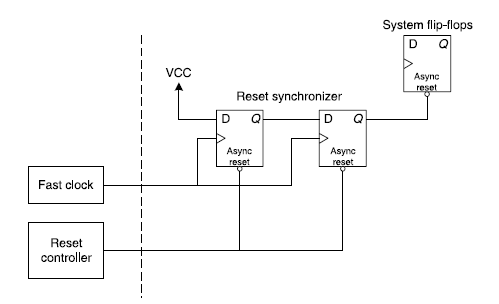 System flip-flops
D Q
Async
reset
VCC
Reset synchronizer
D Q
Async
reset
D Q
Async
reset
Fast clock
Reset
controller